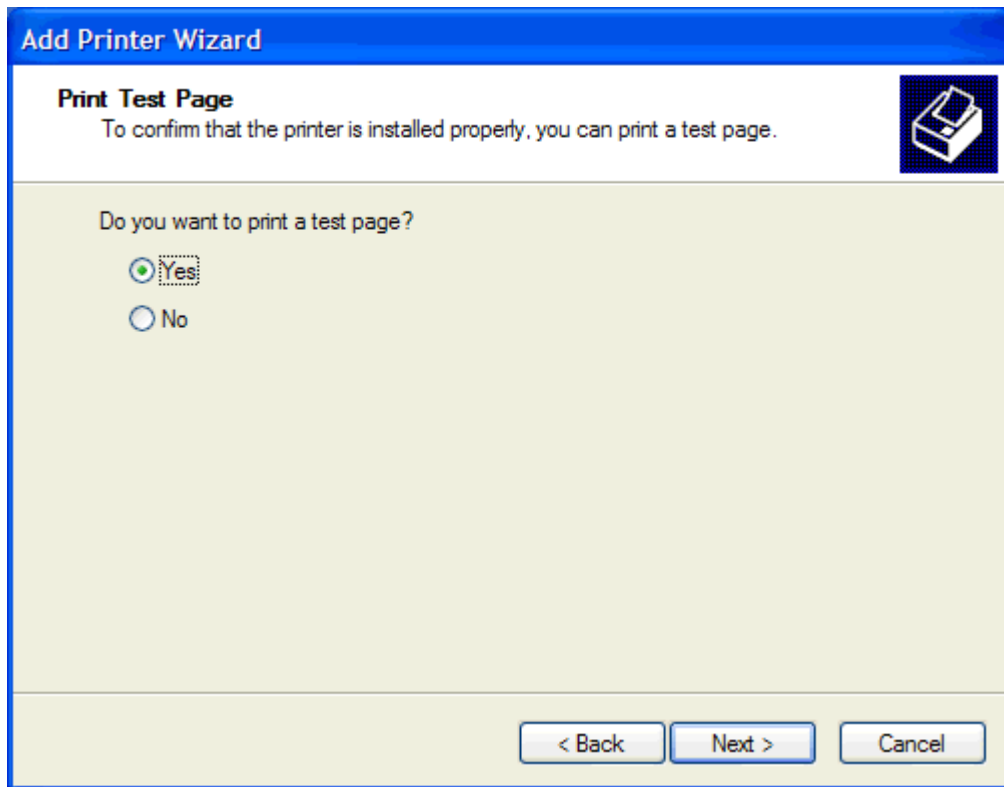 Add Printer Wizard
Print Test Page
To confirm that the printer is installed properly, you can print a test page.
Do you want to print a test page?
Yes
No
< Back Next > Cancel